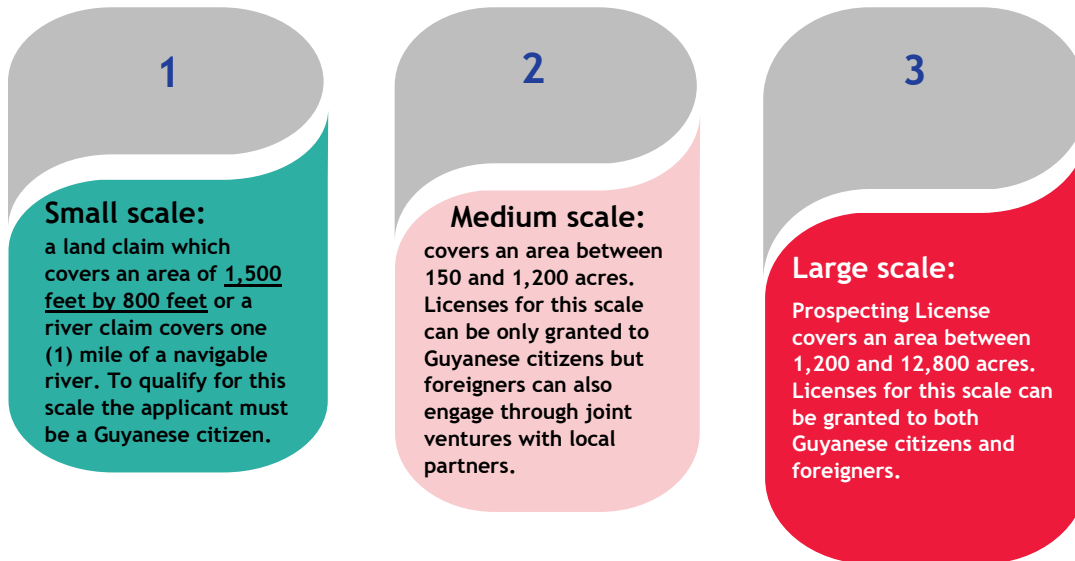 1
Small scale:
a land claim which
covers an area of 1,500
feet by 800 feet or a
river claim covers one
(1) mile of a navigable
river. To qualify for this
scale the applicant must
be a Guyanese citizen.
2
Medium scale:
covers an area between
150 and 1,200 acres.
Licenses for this scale
can be only granted to
Guyanese citizens but
foreigners can also
engage through joint
ventures with local
partners.
3
Large scale:
Prospecting License
covers an area between
1,200 and 12,800 acres.
Licenses for this scale can
be granted to both
Guyanese citizens and
foreigners.